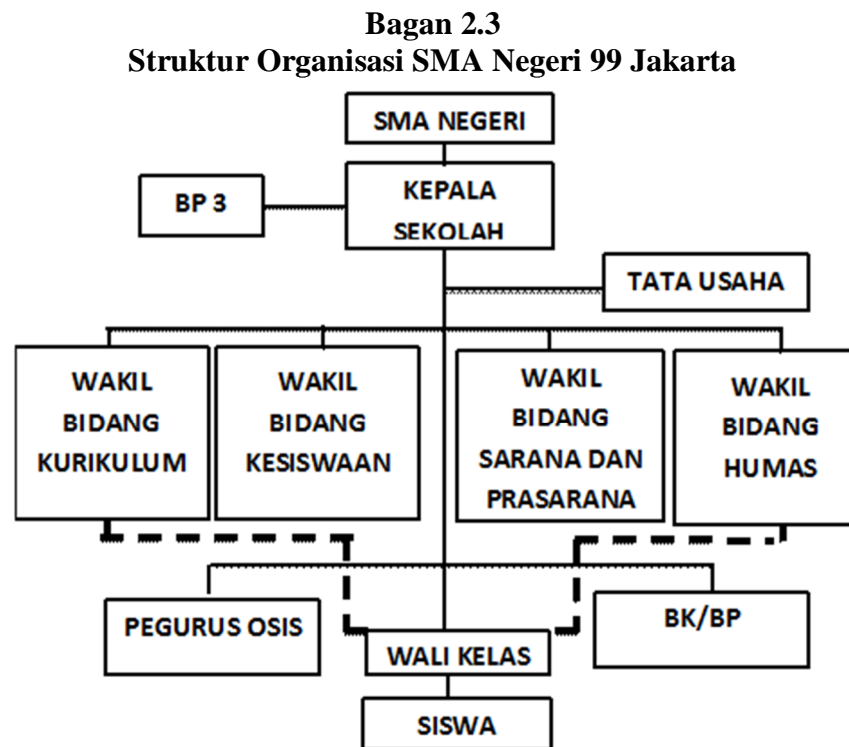 Bagan 2.3
Struktur Organisasi SMA Negeri 99 Jakarta
SMA NEGERI
KEPALA
SEKOLAH
BP 3
TATA USAHA
WAKIL
BIDANG
KURIKULUM
WAKIL
BIDANG
KESISWAAN
WAKIL
BIDANG
SARANA DAN
PRASARANA
WAKIL
BIDANG
HUMAS
PEGURUS OSIS
BK/BP
WALI KELAS
SISWA